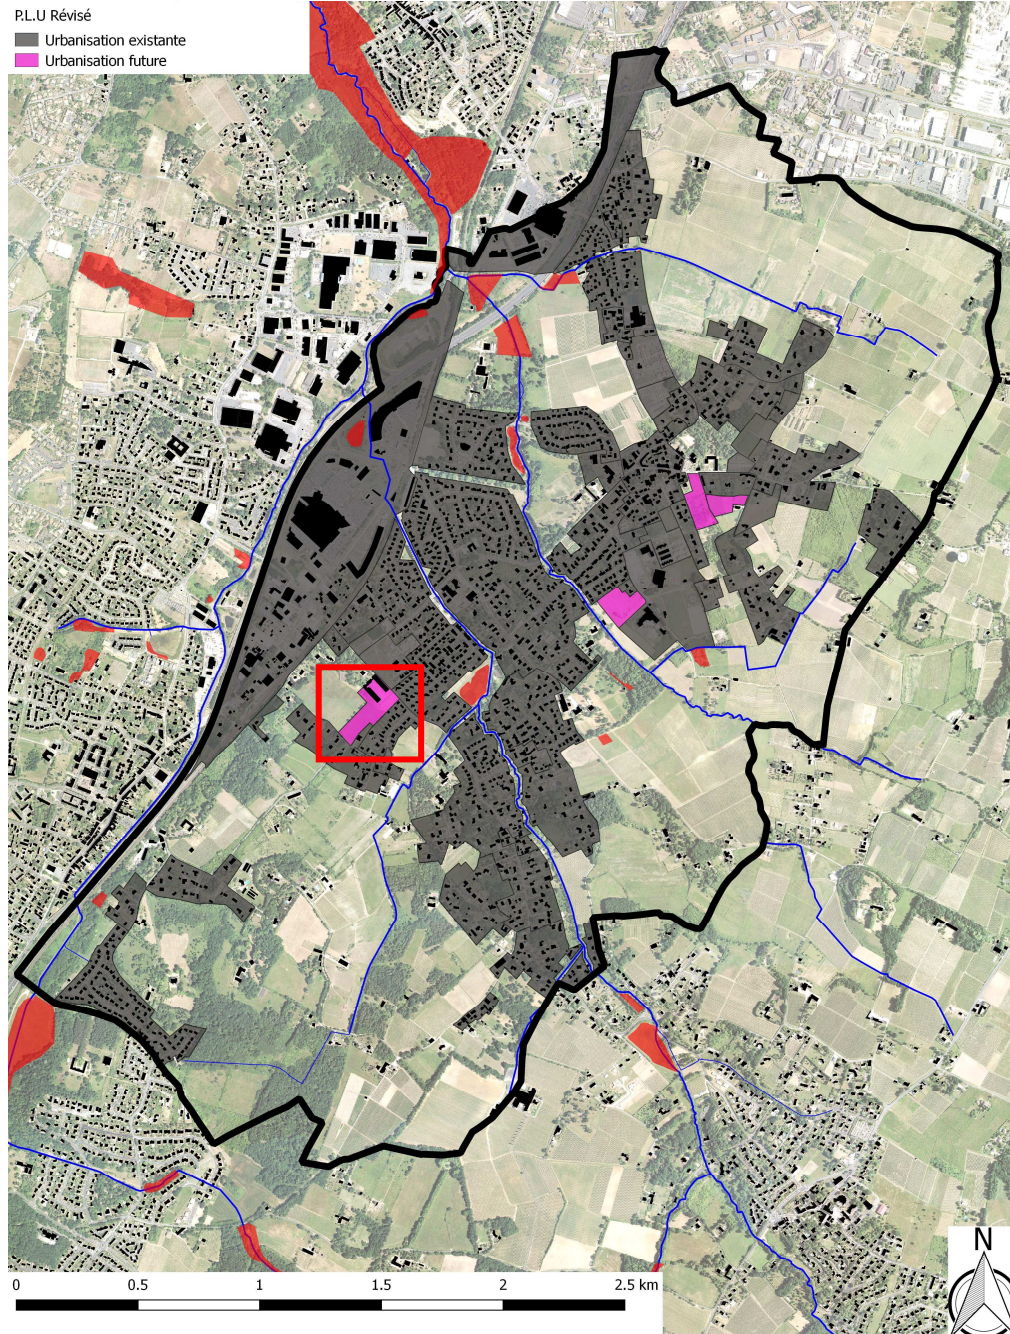 P.L.U Révisé
Urbanisation existante
Urbanisation future
N
0 0.5 1 1.5 2 2.5 km